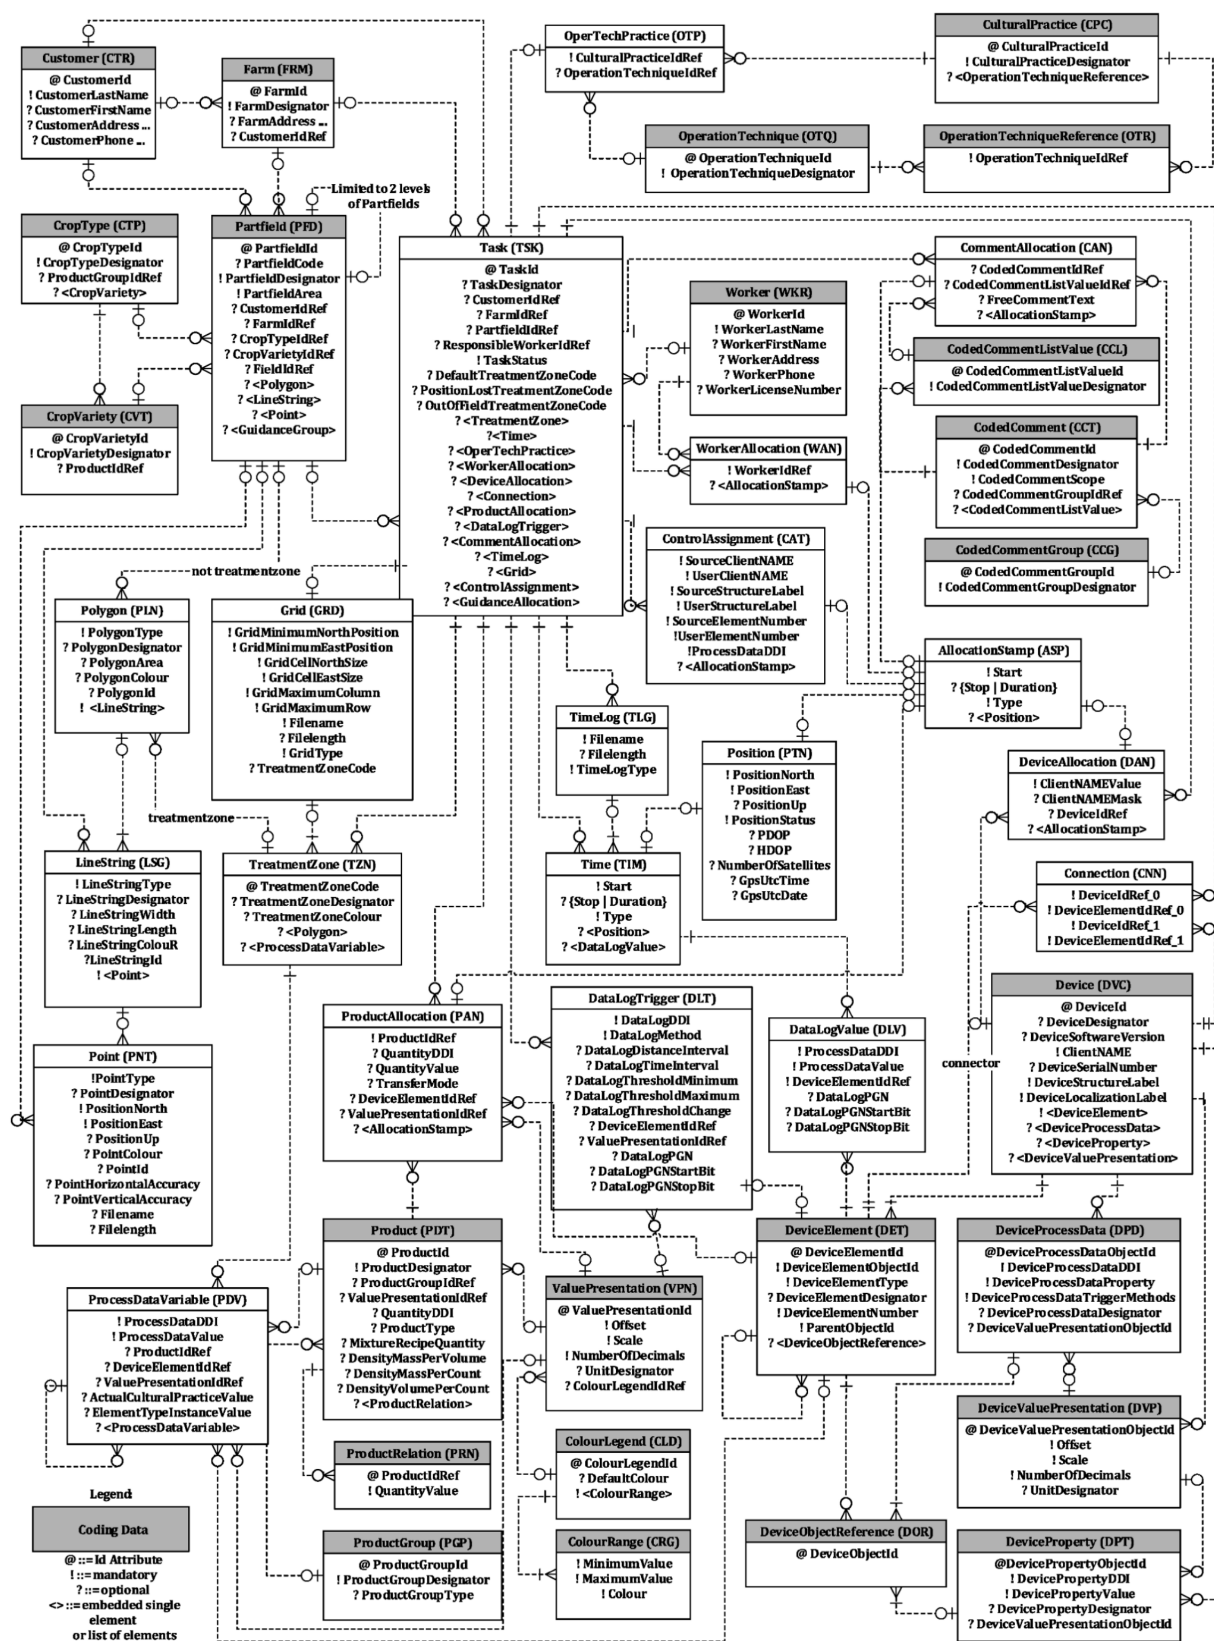 Customer (CTR)
@ CustomerId
! CustomerLastName
? CustomerFirstName
? CustomerAddress ...
? CustomerPhone ...
Farm (FRM)
@ FarmId
! FarmDesignator
? FarmAddress ...
? CustomerIdRef
OperTechPractice (OTP)
! CulturalPracticeIdRef
? OperationTechniqueIdRef
CulturalPractice (CPC)
@ CulturalPracticeId
! CulturalPracticeDesignator
? <OperationTechniqueReference>
OperationTechnique (OTQ)
@ OperationTechniqueId
! OperationTechniqueDesignator
OperationTechniqueReference (OTR)
! OperationTechniqueIdRef
Limited to 2 levels
of Partfields
CropType (CTP)
@ CropTypeId
! CropTypeDesignator
? ProductGroupIdRef
? <CropVariety>
Partfield (PFD)
@ PartfieldId
? PartfieldCode
! PartfieldDesignator
! PartfieldArea
? CustomerIdRef
? FarmIdRef
? CropTypeIdRef
? CropVarietyIdRef
? FieldIdRef
? <Polygon>
? <LineString>
? <Point>
? <GuidanceGroup>
CropVariety (CVT)
@ CropVarietyId
! CropVarietyDesignator
? ProductIdRef
Task (TSK)
@ TaskId
? TaskDesignator
? CustomerIdRef
? FarmIdRef
? PartfieldIdRef
? ResponsibleWorkerIdRef
! TaskStatus
? DefaultTreatmentZoneCode
? PositionLostTreatmentZoneCode
? OutOfFieldTreatmentZoneCode
? <TreatmentZone>
? <Time>
? <OperTechPractice>
? <WorkerAllocation>
? <DeviceAllocation>
? <Connection>
? <ProductAllocation>
? <DataLogTrigger>
? <CommentAllocation>
? <TimeLog>
? <Grid>
? <ControlAssignment>
? <GuidanceAllocation>
Worker (WKR)
@ WorkerId
! WorkerLastName
? WorkerFirstName
? WorkerAddress
? WorkerPhone
? WorkerLicenseNumber
WorkerAllocation (WAN)
! WorkerIdRef
? <AllocationStamp>
CommentAllocation (CAN)
? CodedCommentIdRef
? CodedCommentListValueIdRef
? FreeCommentText
? <AllocationStamp>
CodedCommentListValue (CCL)
@ CodedCommentListValueId
! CodedCommentListValueDesignator
CodedComment (CCT)
@ CodedCommentId
! CodedCommentDesignator
! CodedCommentScope
? CodedCommentGroupIdRef
? <CodedCommentListValue>
CodedCommentGroup (CCG)
@ CodedCommentGroupId
! CodedCommentGroupDesignator
ControlAssignment (CAT)
! SourceClientNAME
! UserClientNAME
! SourceStructureLabel
! UserStructureLabel
! SourceElementNumber
!UserElementNumber
!ProcessDataDDI
? <AllocationStamp>
not treatmentzone
Polygon (PLN)
! PolygonType
? PolygonDesignator
? PolygonArea
? PolygonColour
? PolygonId
! <LineString>
Grid (GRD)
! GridMinimumNorthPosition
! GridMinimumEastPosition
! GridCellNorthSize
! GridCellEastSize
! GridMaximumColumn
! GridMaximumRow
! Filename
? Filelength
! GridType
? TreatmentZoneCode
AllocationStamp (ASP)
! Start
? {Stop | Duration}
! Type
? <Position>
TimeLog (TLG)
! Filename
? Filelength
! TimeLogType
Position (PTN)
! PositionNorth
! PositionEast
? PositionUp
! PositionStatus
? PDOP
? HDOP
? NumberOfSatellites
? GpsUtcTime
? GpsUtcDate
DeviceAllocation (DAN)
! ClientNAMEValue
? ClientNAMEMask
? DeviceIdRef
? <AllocationStamp>
treatmentzone
LineString (LSG)
! LineStringType
? LineStringDesignator
? LineStringWidth
? LineStringLength
? LineStringColouR
?LineStringId
! <Point>
TreatmentZone (TZN)
@ TreatmentZoneCode
? TreatmentZoneDesignator
? TreatmentZoneColour
? <Polygon>
? <ProcessDataVariable>
Time (TIM)
! Start
? {Stop | Duration}
! Type
? <Position>
? <DataLogValue>
Connection (CNN)
! DeviceIdRef_0
! DeviceElementIdRef_0
! DeviceIdRef_1
! DeviceElementIdRef_1
Point (PNT)
!PointType
? PointDesignator
! PositionNorth
! PositionEast
? PositionUp
? PointColour
? PointId
? PointHorizontalAccuracy
? PointVerticalAccuracy
? Filename
? Filelength
ProductAllocation (PAN)
! ProductIdRef
? QuantityDDI
? QuantityValue
? TransferMode
? DeviceElementIdRef
? ValuePresentationIdRef
? <AllocationStamp>
DataLogTrigger (DLT)
! DataLogDDI
! DataLogMethod
? DataLogDistanceInterval
? DataLogTimeInterval
? DataLogThresholdMinimum
? DataLogThresholdMaximum
? DataLogThresholdChange
? DeviceElementIdRef
? ValuePresentationIdRef
? DataLogPGN
? DataLogPGNStartBit
? DataLogPGNStopBit
DataLogValue (DLV)
! ProcessDataDDI
! ProcessDataValue
! DeviceElementIdRef
? DataLogPGN
? DataLogPGNStartBit
? DataLogPGNStopBit
connector
Device (DVC)
@ DeviceId
? DeviceDesignator
? DeviceSoftwareVersion
! ClientNAME
? DeviceSerialNumber
! DeviceStructureLabel
! DeviceLocalizationLabel
! <DeviceElement>
? <DeviceProcessData>
? <DeviceProperty>
? <DeviceValuePresentation>
Product (PDT)
@ ProductId
! ProductDesignator
? ProductGroupIdRef
? ValuePresentationIdRef
? QuantityDDI
? ProductType
? MixtureRecipeQuantity
? DensityMassPerVolume
? DensityMassPerCount
? DensityVolumePerCount
? <ProductRelation>
ValuePresentation (VPN)
@ ValuePresentationId
! Offset
! Scale
! NumberOfDecimals
? UnitDesignator
? ColourLegendIdRef
DeviceElement (DET)
@ DeviceElementId
! DeviceElementObjectId
! DeviceElementType
? DeviceElementDesignator
! DeviceElementNumber
! ParentObjectId
? <DeviceObjectReference>
DeviceProcessData (DPD)
@DeviceProcessDataObjectId
! DeviceProcessDataDDI
! DeviceProcessDataProperty
! DeviceProcessDataTriggerMethods
? DeviceProcessDataDesignator
? DeviceValuePresentationObjectId
ProcessDataVariable (PDV)
! ProcessDataDDI
! ProcessDataValue
? ProductIdRef
? DeviceElementIdRef
? ValuePresentationIdRef
? ActualCulturalPracticeValue
? ElementTypeInstanceValue
? <ProcessDataVariable>
DeviceValuePresentation (DVP)
@ DeviceValuePresentationObjectId
! Offset
! Scale
! NumberOfDecimals
? UnitDesignator
ProductRelation (PRN)
@ ProductIdRef
! QuantityValue
ColourLegend (CLD)
@ ColourLegendId
? DefaultColour
! <ColourRange>
Legend:
Coding Data
@ ::=Id Attribute
! ::=mandatory
? ::=optional
<> ::=embedded single
element
or list of elements
ProductGroup (PGP)
@ ProductGroupId
! ProductGroupDesignator
? ProductGroupType
ColourRange (CRG)
! MinimumValue
! MaximumValue
! Colour
DeviceObjectReference (DOR)
@ DeviceObjectId
DeviceProperty (DPT)
@DevicePropertyObjectId
! DevicePropertyDDI
! DevicePropertyValue
? DevicePropertyDesignator
? DeviceValuePresentationObjectId